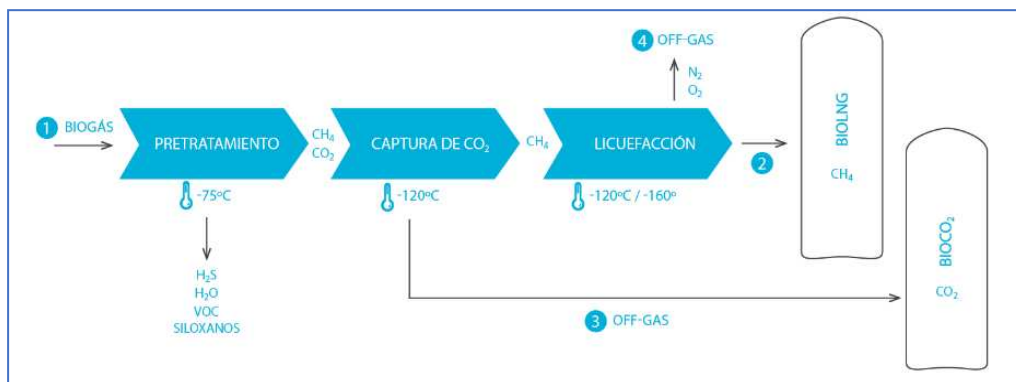 4 OFF-GAS
N₂
O₂
1 BIOGÁS
PRETRATAMIENTO
CH₄
CO₂
CAPTURA DE CO₂
CH₄
LICUEFACCIÓN
2
BIOLNG
CH₄
-75ºC
-120ºC
-120ºC / -160º
H₂S
H₂O
VOC
SILOXANOS
3 OFF-GAS
BIOCO₂
CO₂